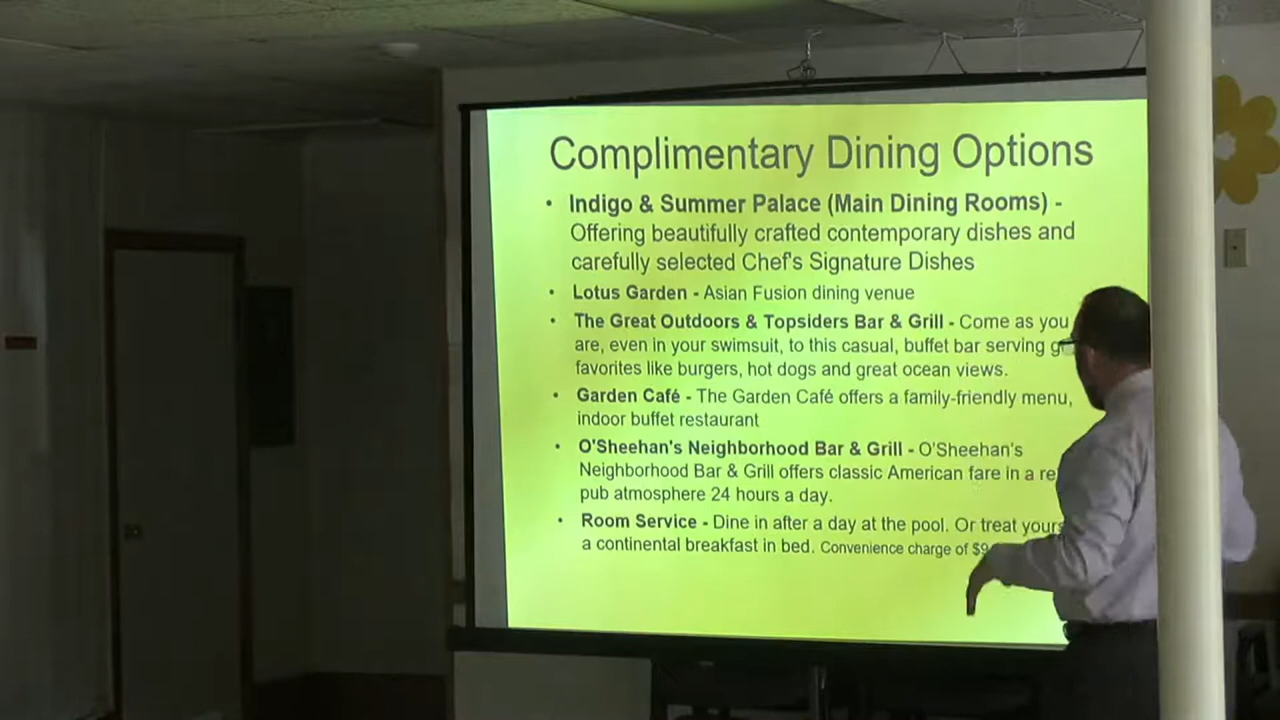 Complimentary Dining Options
• Indigo & Summer Palace (Main Dining Rooms) -
Offering beautifully crafted contemporary dishes and
carefully selected Chef's Signature Dishes
• Lotus Garden - Asian Fusion dining venue
• The Great Outdoors & Topsiders Bar & Grill - Come as you
are, even in your swimsuit, to this casual, buffet bar serving
favorites like burgers, hot dogs and great ocean views.
• Garden Café - The Garden Café offers a family-friendly menu,
indoor buffet restaurant
• O'Sheehan's Neighborhood Bar & Grill - O'Sheehan's
Neighborhood Bar & Grill offers classic American fare in a
pub atmosphere 24 hours a day.
• Room Service - Dine in after a day at the pool. Or treat
a continental breakfast in bed. Convenience charge of